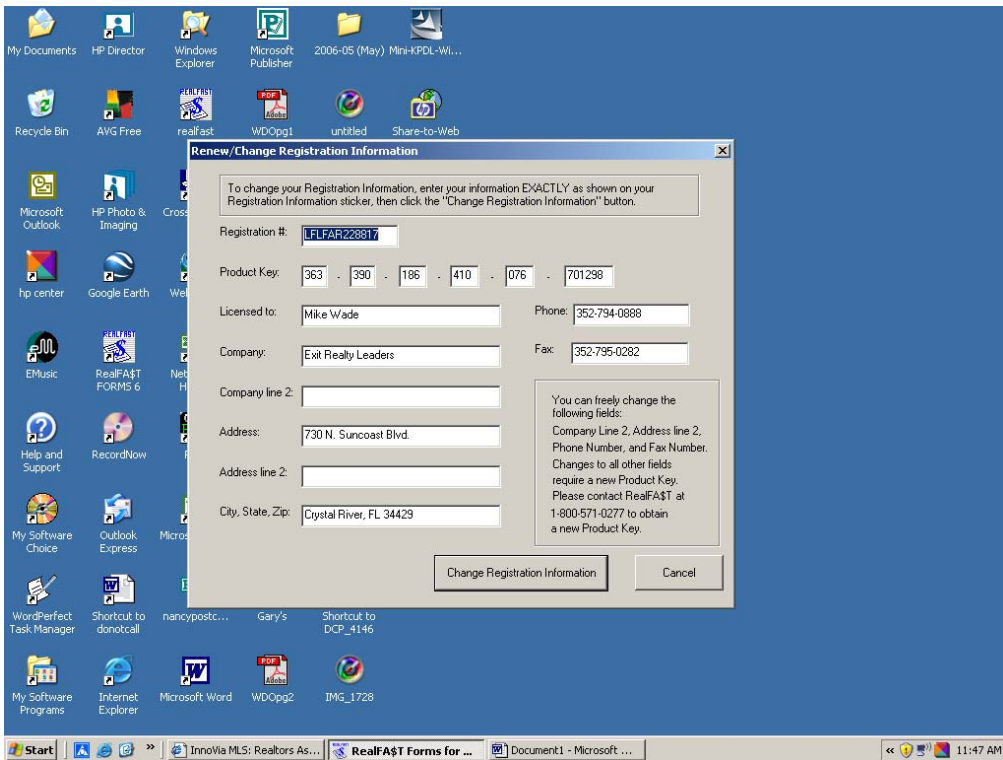 My Documents
HP Director
Windows
Explorer
Microsoft
Publisher
2006-05 (May)
Mini-KPDL-Wi...
Recycle Bin
AVG Free
REALFA$T
realfast
PDF
Adobe
WDOpg1
untitled
Share-to-Web
Renew/Change Registration Information
To change your Registration Information, enter your information EXACTLY as shown on your
Registration Information sticker, then click the "Change Registration Information" button.
Registration #: LFLFAR228817
Product Key: 363 . 390 . 186 . 410 . 076 . 701298
Licensed to: Mike Wade
Phone: 352-794-0888
Company: Exit Realty Leaders
Fax: 352-795-0282
Company line 2:
Address: 730 N. Suncoast Blvd.
Address line 2:
City, State, Zip: Crystal River, FL 34429
You can freely change the
following fields:
Company Line 2, Address line 2,
Phone Number, and Fax Number.
Changes to all other fields
require a new Product Key.
Please contact RealFA$T at
1-800-571-0277 to obtain
a new Product Key.
Change Registration Information
Cancel
Microsoft
Outlook
HP Photo &
Imaging
Cross
hp center
Google Earth
Wel
EMusic
REALFA$T
RealFA$T
FORMS 6
Net
H
Help and
Support
RecordNow
My Software
Choice
Outlook
Express
Micros
WordPerfect
Task Manager
Shortcut to
donotcall
nancypostc...
Gary's
Shortcut to
DCP_4146
My Software
Programs
Internet
Explorer
Microsoft Word
PDF
Adobe
WDOpg2
IMG_1728
Start
InnoVia MLS: Realtors As...
RealFA$T Forms for ...
Document1 - Microsoft ...
11:47 AM